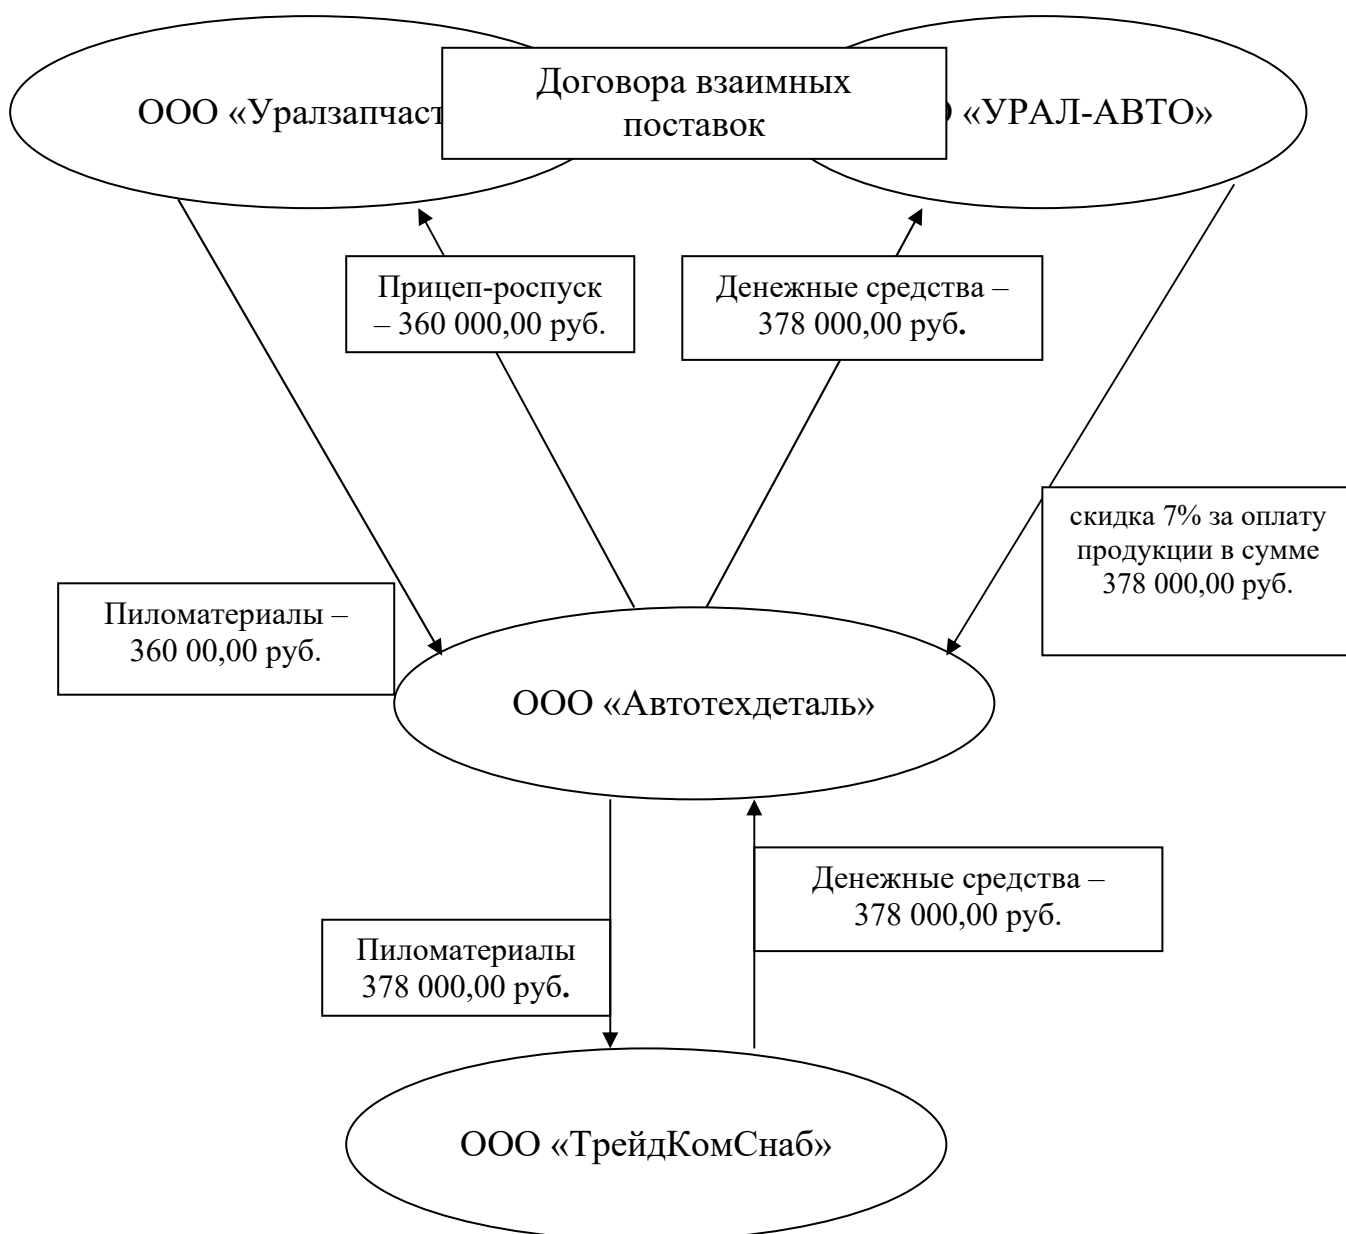 Договора взаимных
поставок
ООО «Уралзапчаст
«УРАЛ-АВТО»
Прицеп-роспуск
– 360 000,00 руб.
Денежные средства –
378 000,00 руб.
скидка 7% за оплату
продукции в сумме
378 000,00 руб.
Пиломатериалы –
360 00,00 руб.
ООО «Автотехдеталь»
Денежные средства –
378 000,00 руб.
Пиломатериалы
378 000,00 руб.
ООО «ТрейдКомСнаб»